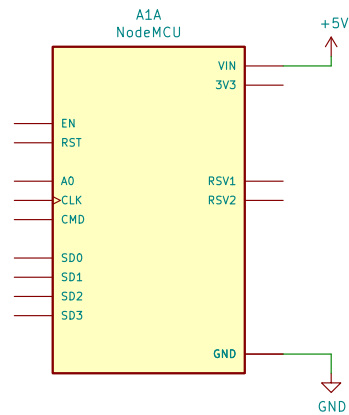 A1A
NodeMCU
+5V
VIN
3V3
EN
RST
A0
CLK
CMD
RSV1
RSV2
SD0
SD1
SD2
SD3
GND
GND